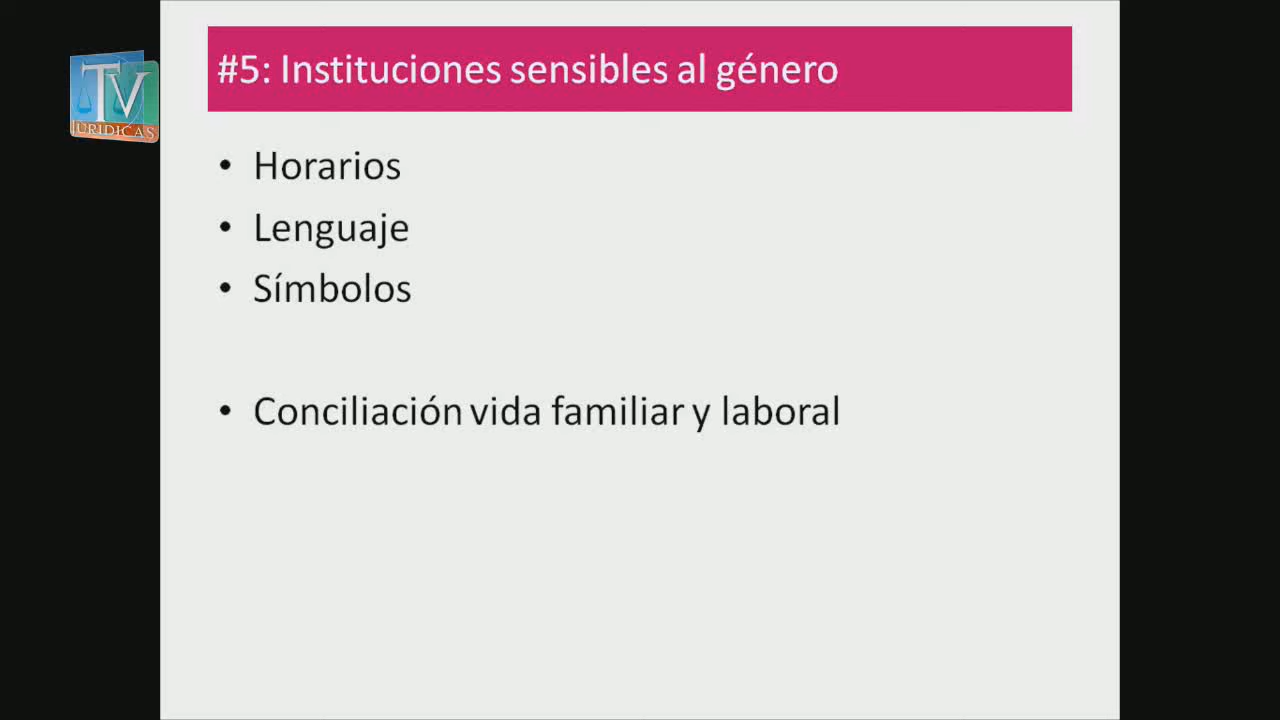 TV
JURIDICAS
#5: Instituciones sensibles al género
• Horarios
• Lenguaje
• Símbolos
• Conciliación vida familiar y laboral